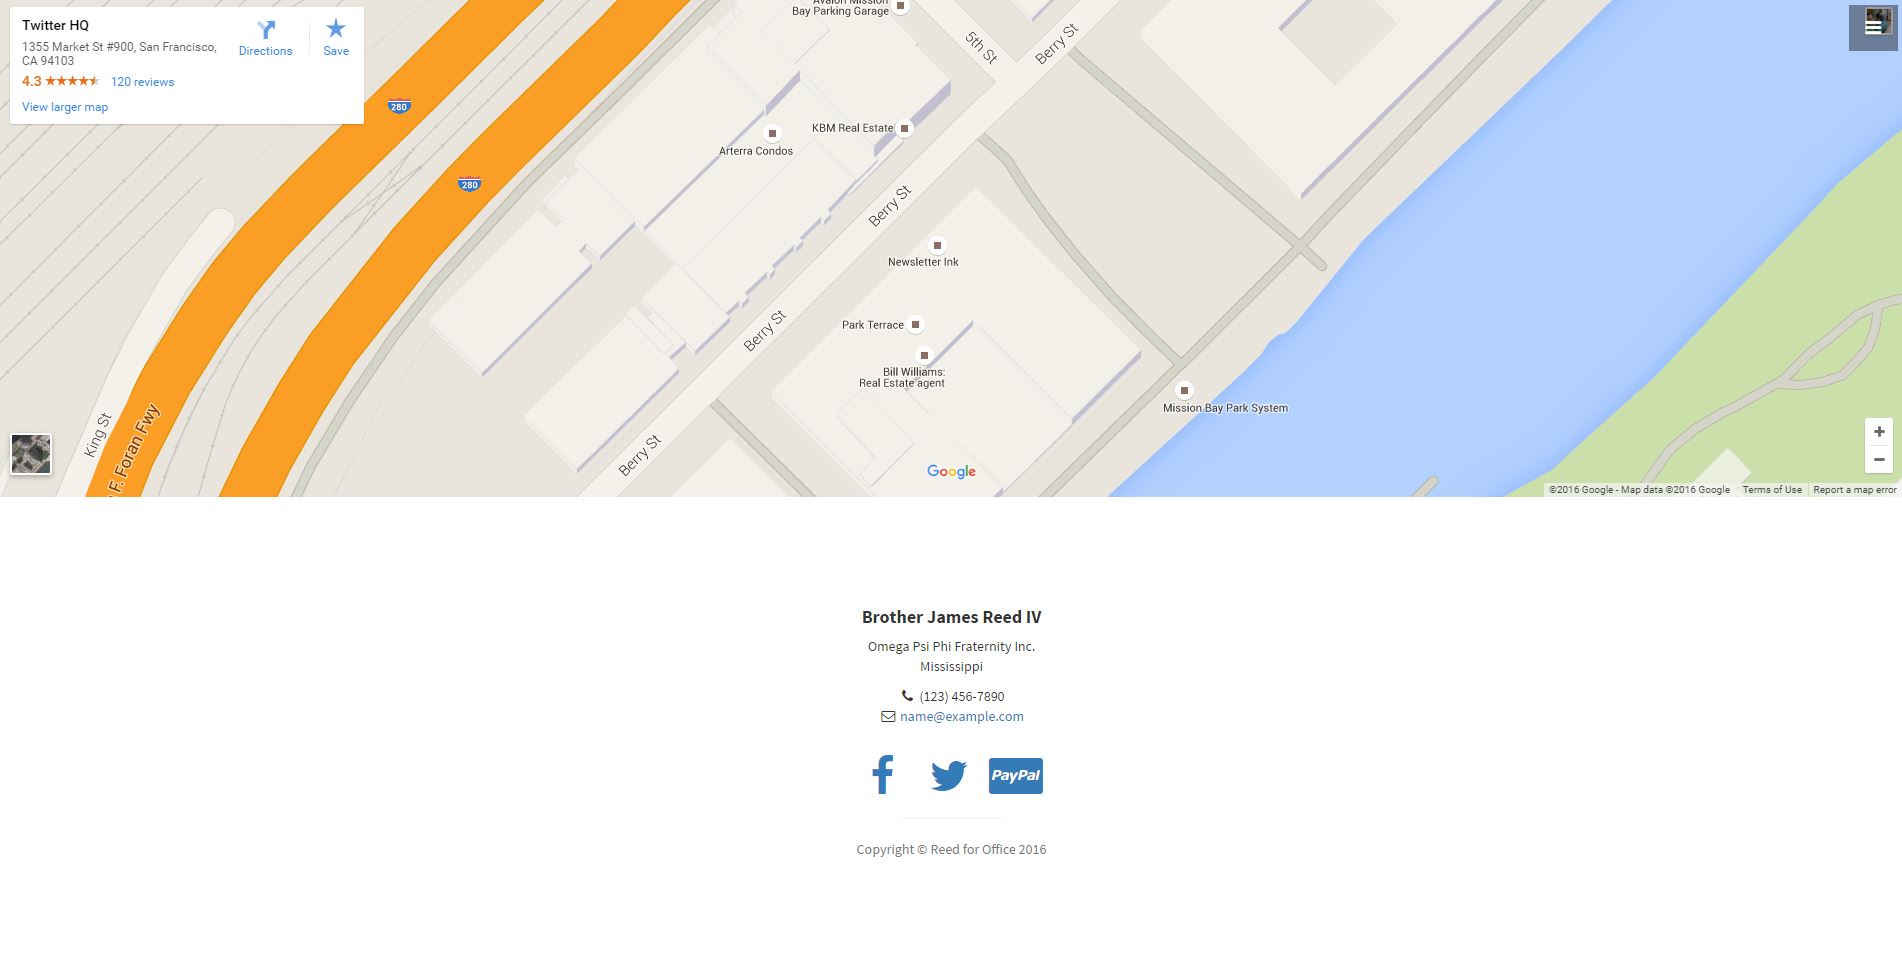 Twitter HQ
1355 Market St #900, San Francisco,
CA 94103
4.3
120 reviews
View larger map
Directions
Save
Avalon Mission
Bay Parking Garage
5th St
Berry St
280
280
KBM Real Estate
Arterra Condos
Berry St
Newsletter Ink
Berry St
Park Terrace
Bill Williams:
Real Estate agent
Mission Bay Park System
King St
F. Foran Fwy
Berry St
Google
+
−
©2016 Google - Map data ©2016 Google
Terms of Use
Report a map error
Brother James Reed IV
Omega Psi Phi Fraternity Inc.
Mississippi
(123) 456-7890
name@example.com
PayPal
Copyright © Reed for Office 2016